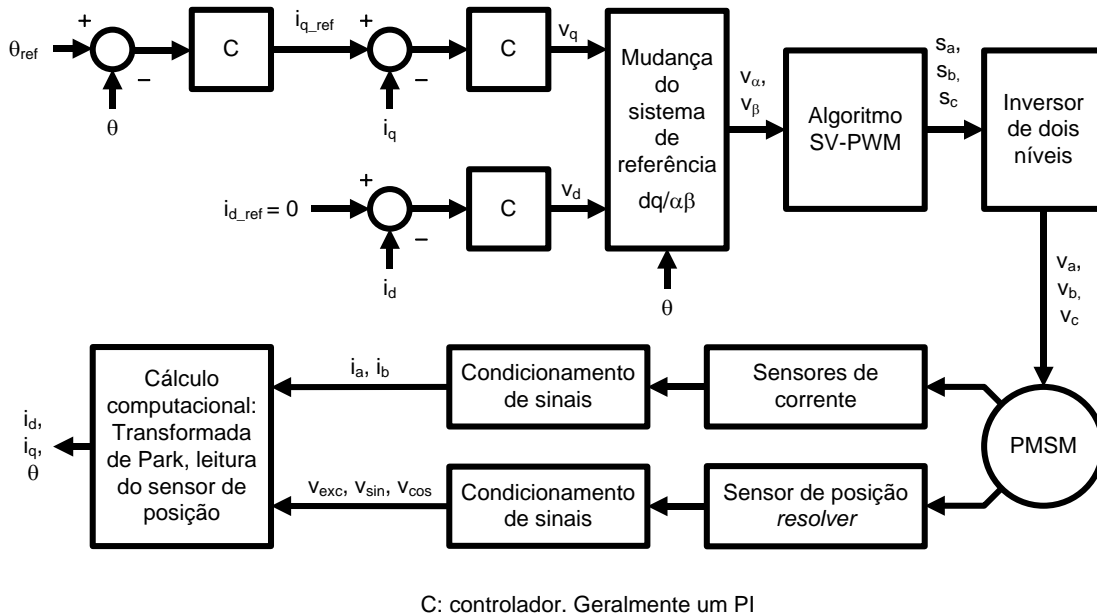 θref
+
−
θ
C
iq_ref
+
−
iq
C
vq
id_ref = 0
+
−
id
C
vd
Mudança
do
sistema
de
referência
dq/αβ
θ
vα,
vβ
Algoritmo
SV-PWM
sa,
sb,
sc
Inversor
de dois
níveis
va,
vb,
vc
PMSM
Sensores de
corrente
Condicionamento
de sinais
ia, ib
Sensor de posição
resolver
Condicionamento
de sinais
vexc, vsin, vcos
Cálculo
computacional:
Transformada
de Park, leitura
do sensor de
posição
id,
iq,
θ
C: controlador. Geralmente um PI